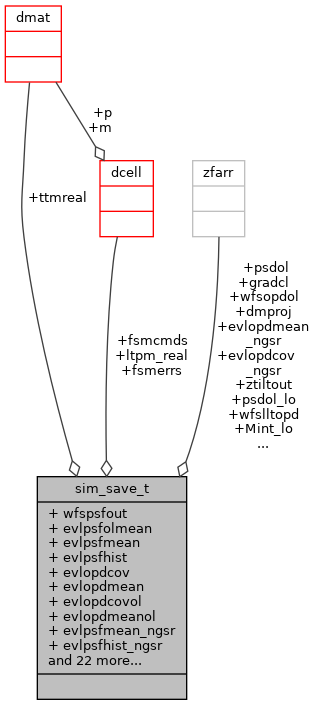 dmat
+p
+m
dcell
zfarr
+ttmreal
+fsmcmds
+ltpm_real
+fsmerrs
+psdol
+gradcl
+wfsopdol
+dmproj
+evlopdmean
_ngsr
+evlopdcov
_ngsr
+ztiltout
+psdol_lo
+wfslltopd
+Mint_lo
...
sim_save_t
+ wfspsfout
+ evlpsfolmean
+ evlpsfmean
+ evlpsfhist
+ evlopdcov
+ evlopdmean
+ evlopdcovol
+ evlopdmeanol
+ evlpsfmean_ngsr
+ evlpsfhist_ngsr
and 22 more...